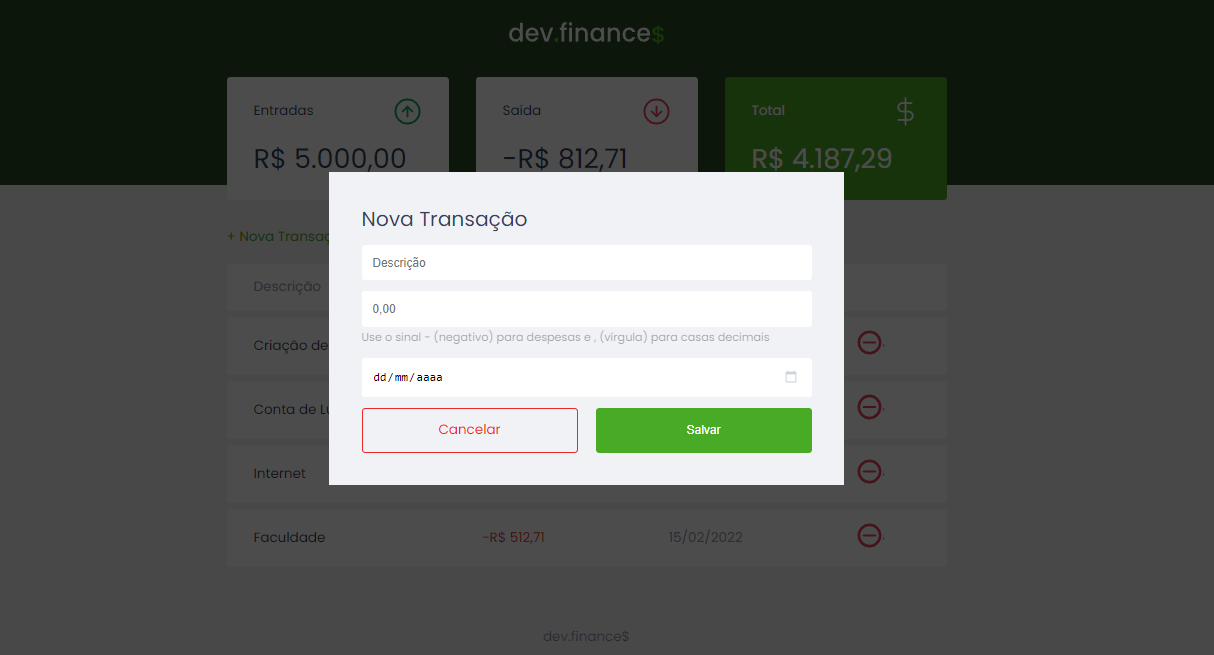 dev.finance$
Entradas
Saída
Total
R$ 5.000,00
-R$ 812,71
R$ 4.187,29
+ Nova Transaç
Descrição
Criação de
Conta de Lu
Internet
Faculdade
-R$ 512,71
15/02/2022
Nova Transação
Descrição
0,00
Use o sinal - (negativo) para despesas e , (vírgula) para casas decimais
dd/mm/aaaa
Cancelar
Salvar
dev.finance$